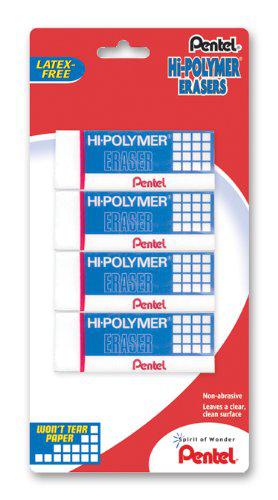 LATEX-
FREE
Pentel®
Hi-POLYMER®
ERASERS
Hi-POLYMER®
ERASER
Pentel
Hi-POLYMER®
ERASER
Pentel
Hi-POLYMER®
ERASER
Pentel
Hi-POLYMER®
ERASER
Pentel
Non-abrasive
Leaves a clear,
clean surface
WON'T TEAR
PAPER
Spirit of Wonder
Pentel®